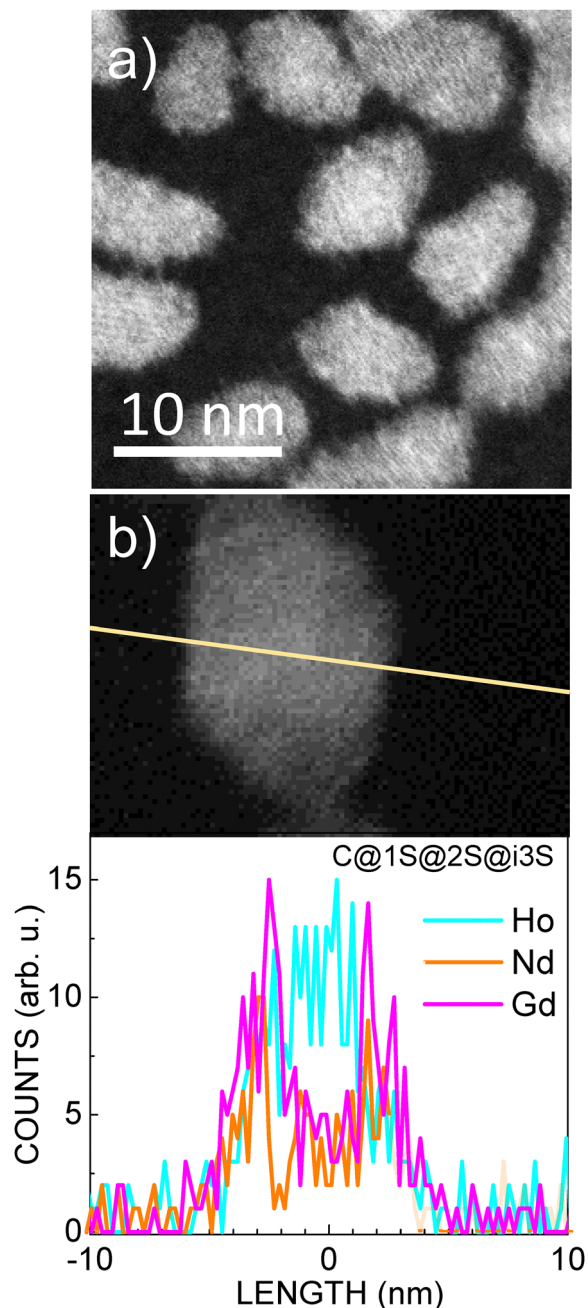 a)
10 nm
b)
C@1S@2S@i3S
15
Ho
Nd
10
Gd
COUNTS (arb. u.)
5
0
-10
0
10
LENGTH (nm)